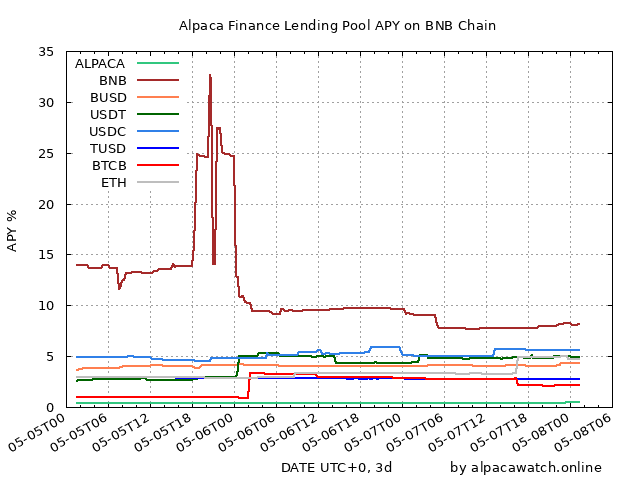 Alpaca Finance Lending Pool APY on BNB Chain
APY %
35
30
25
20
15
10
5
0
ALPACA
BNB
BUSD
USDT
USDC
TUSD
BTCB
ETH
05-05T00
05-05T06
05-05T12
05-05T18
05-06T00
05-06T06
05-06T12
05-06T18
05-07T00
05-07T06
05-07T12
05-07T18
05-08T00
05-08T06
DATE UTC+0, 3d
by alpacawatch.online